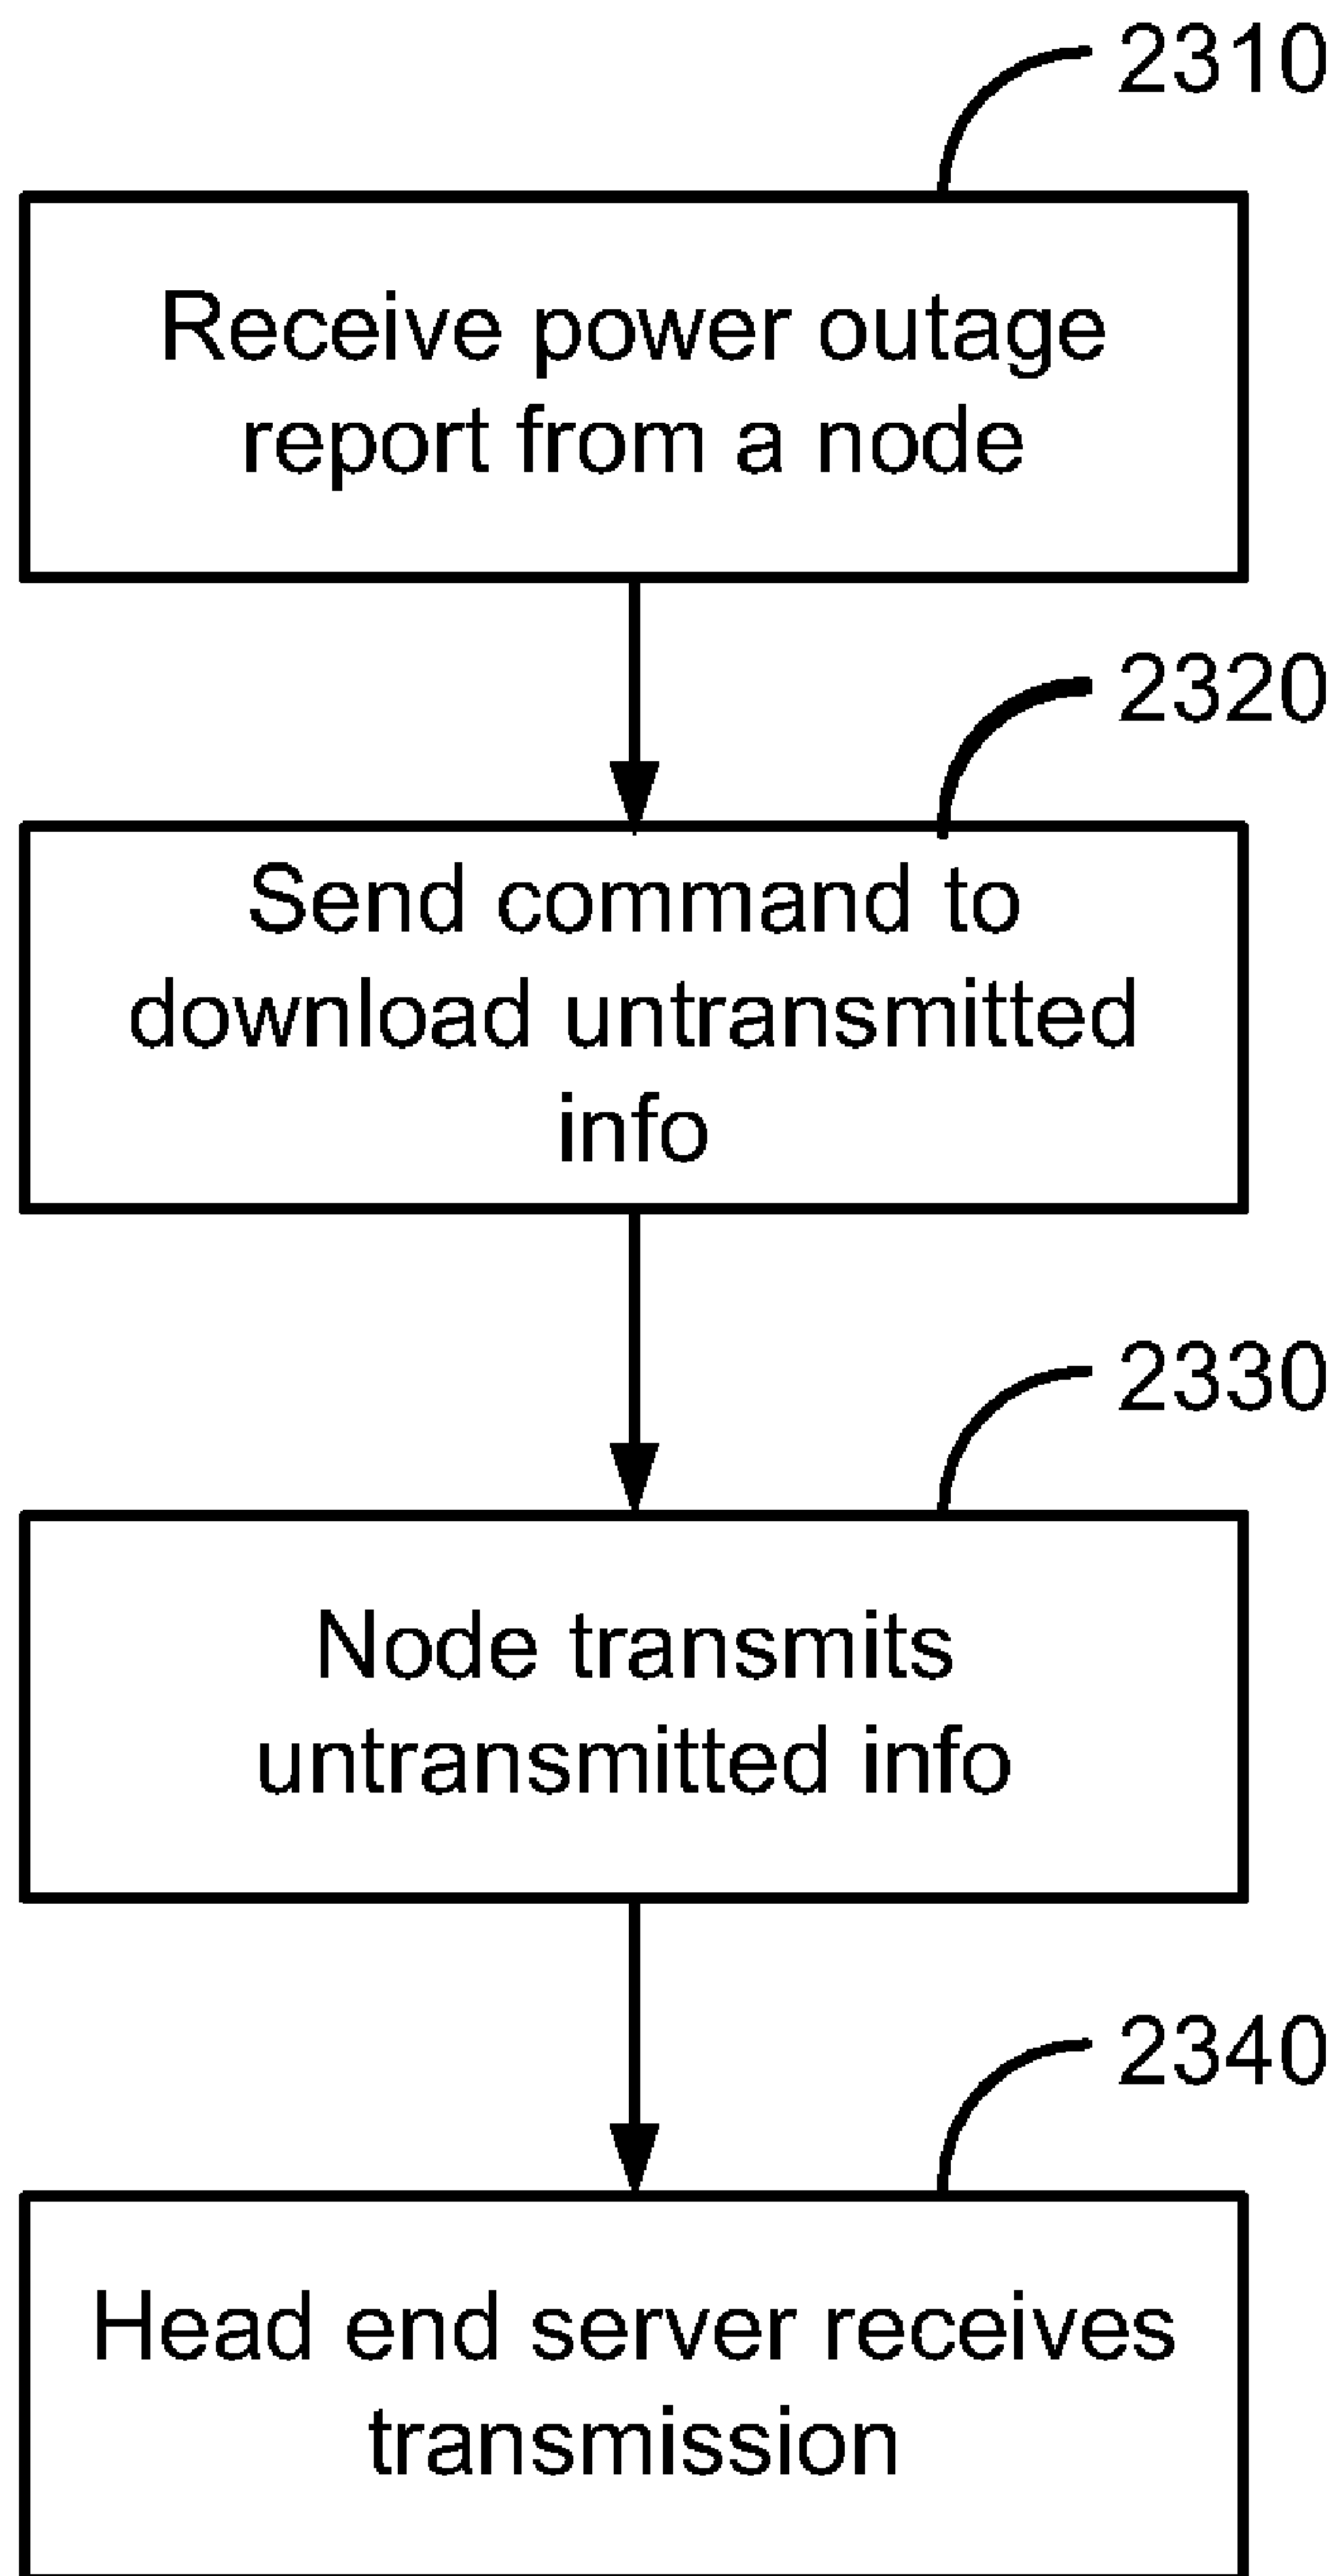 2310
Receive power outage
report from a node
2320
Send command to
download untransmitted
info
2330
Node transmits
untransmitted info
2340
Head end server receives
transmission